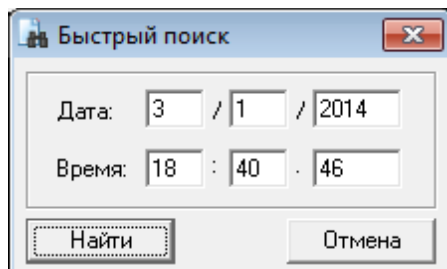 Быстрый поиск
Дата: 3 / 1 / 2014
Время: 18 : 40 . 46
Найти Отмена